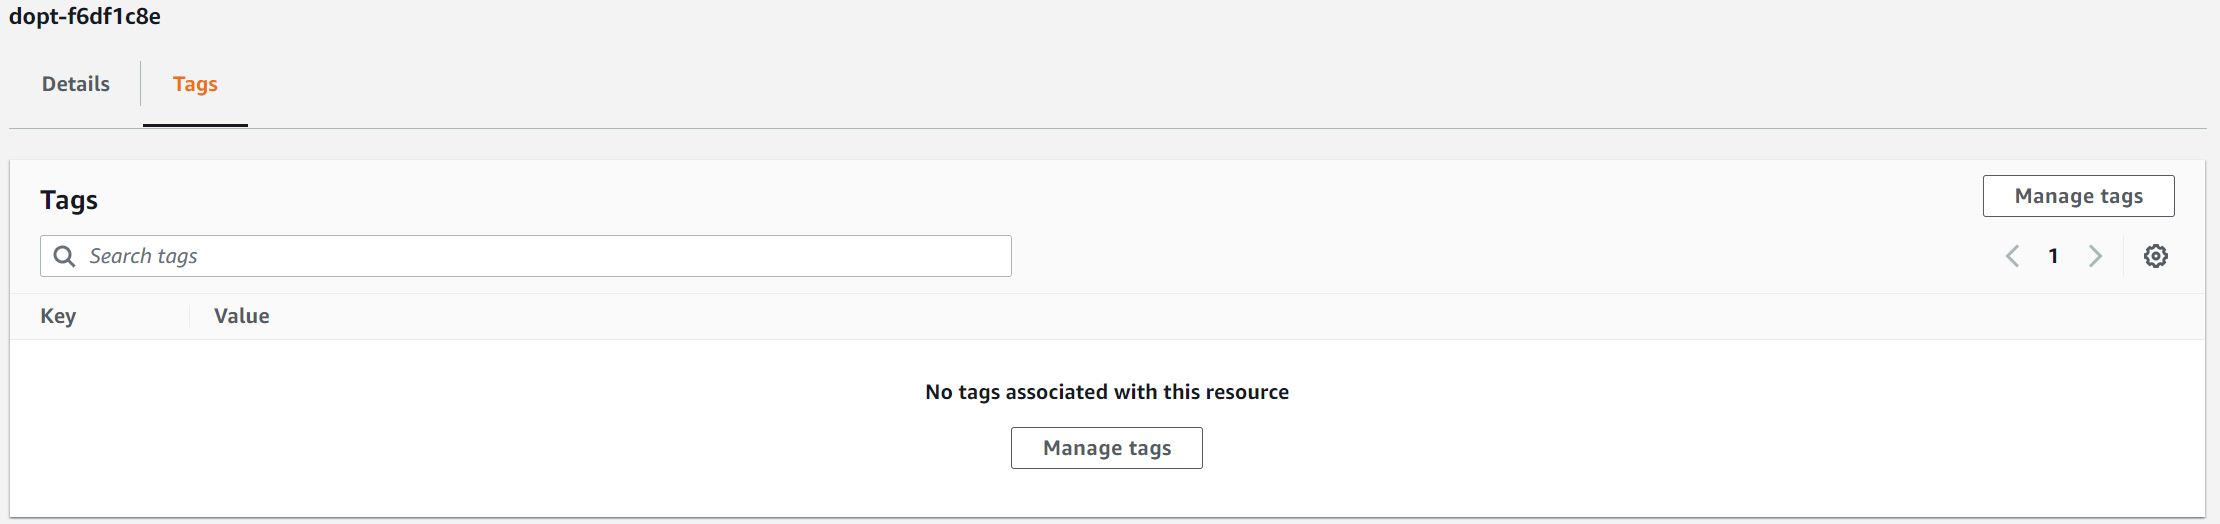 dopt-f6df1c8e
Details
Tags
Tags
Manage tags
Search tags
1
Key
Value
No tags associated with this resource
Manage tags